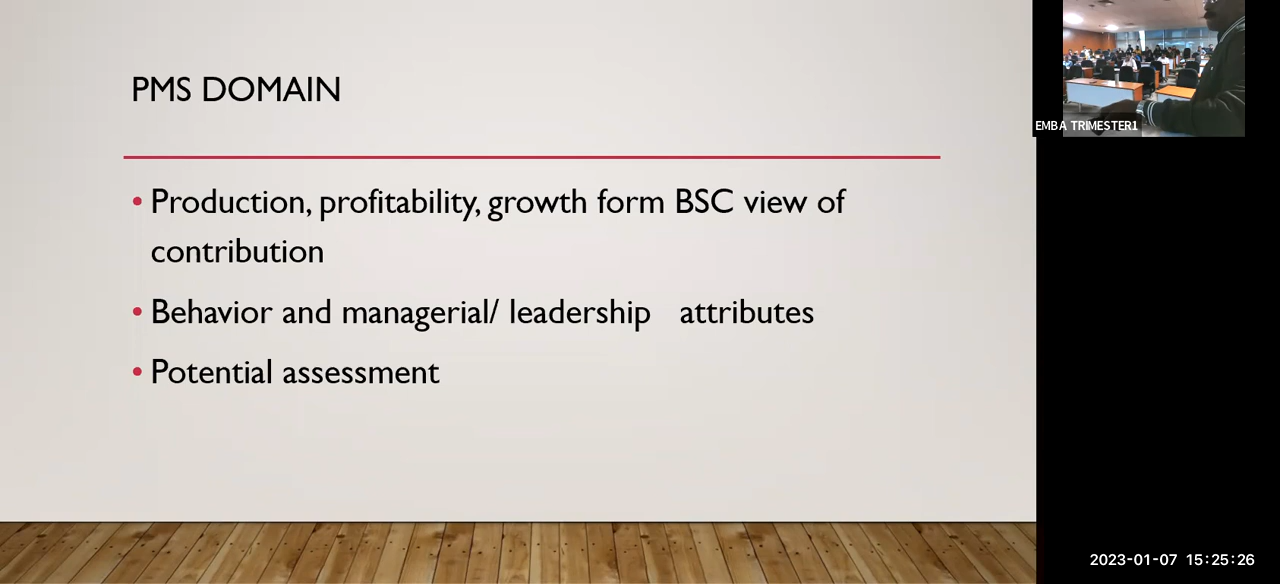 PMS DOMAIN
• Production, profitability, growth form BSC view of
contribution
• Behavior and managerial/ leadership attributes
• Potential assessment
EMBA TRIMESTER1
2023-01-07 15:25:26